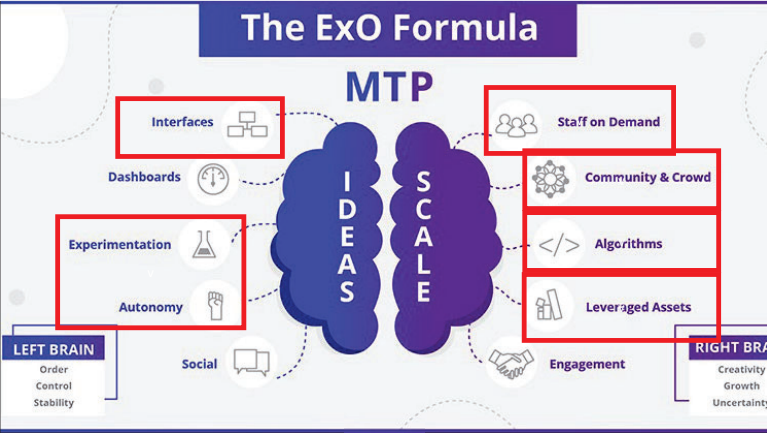 The ExO Formula
MTP
Interfaces
Dashboards
Experimentation
Autonomy
Social
IDEAS
SCALE
Staff on Demand
Community & Crowd
Algorithms
</>
Leveraged Assets
Engagement
LEFT BRAIN
Order
Control
Stability
RIGHT BRA
Creativity
Growth
Uncertainty